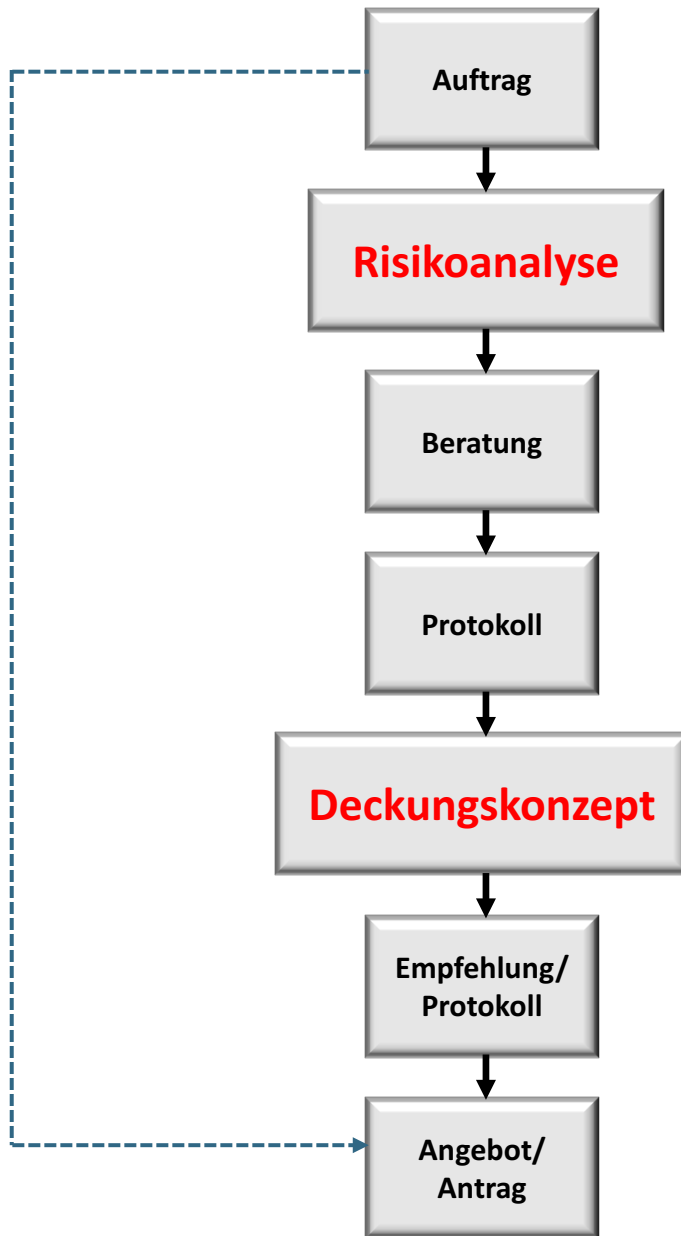 Auftrag
Risikoanalyse
Beratung
Protokoll
Deckungskonzept
Empfehlung/
Protokoll
Angebot/
Antrag